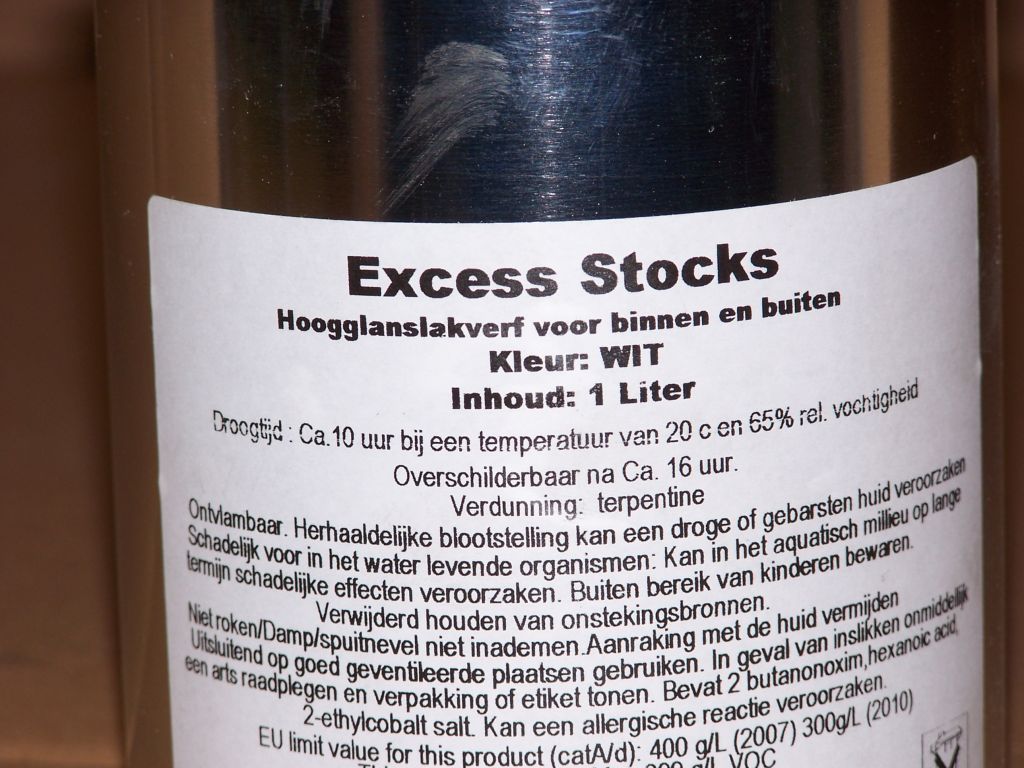 Excess Stocks
Hoogglanslakverf voor binnen en buiten
Kleur: WIT
Inhoud: 1 Liter
Droogtijd : Ca.10 uur bij een temperatuur van 20 c en 65% rel. vochtigheid
Overschilderbaar na Ca. 16 uur.
Verdunning: terpentine
Ontvlambaar. Herhaaldelijke blootstelling kan een droge of gebarsten huid veroorzaken
Schadelijk voor in het water levende organismen: Kan in het aquatisch millieu op lange
termijn schadelijke effecten veroorzaken. Buiten bereik van kinderen bewaren.
Verwijderd houden van onstekingsbronnen.
Niet roken/Damp/spuitnevel niet inademen.Aanraking met de huid vermijden
Uitsluitend op goed geventileerde plaatsen gebruiken. In geval van inslikken onmiddellijk
een arts raadplegen en verpakking of etiket tonen. Bevat 2 butanonoxim,hexanoic acid,
2-ethylcobalt salt. Kan een allergische reactie veroorzaken.
EU limit value for this product (catA/d): 400 g/L (2007) 300g/L (2010)
VOC